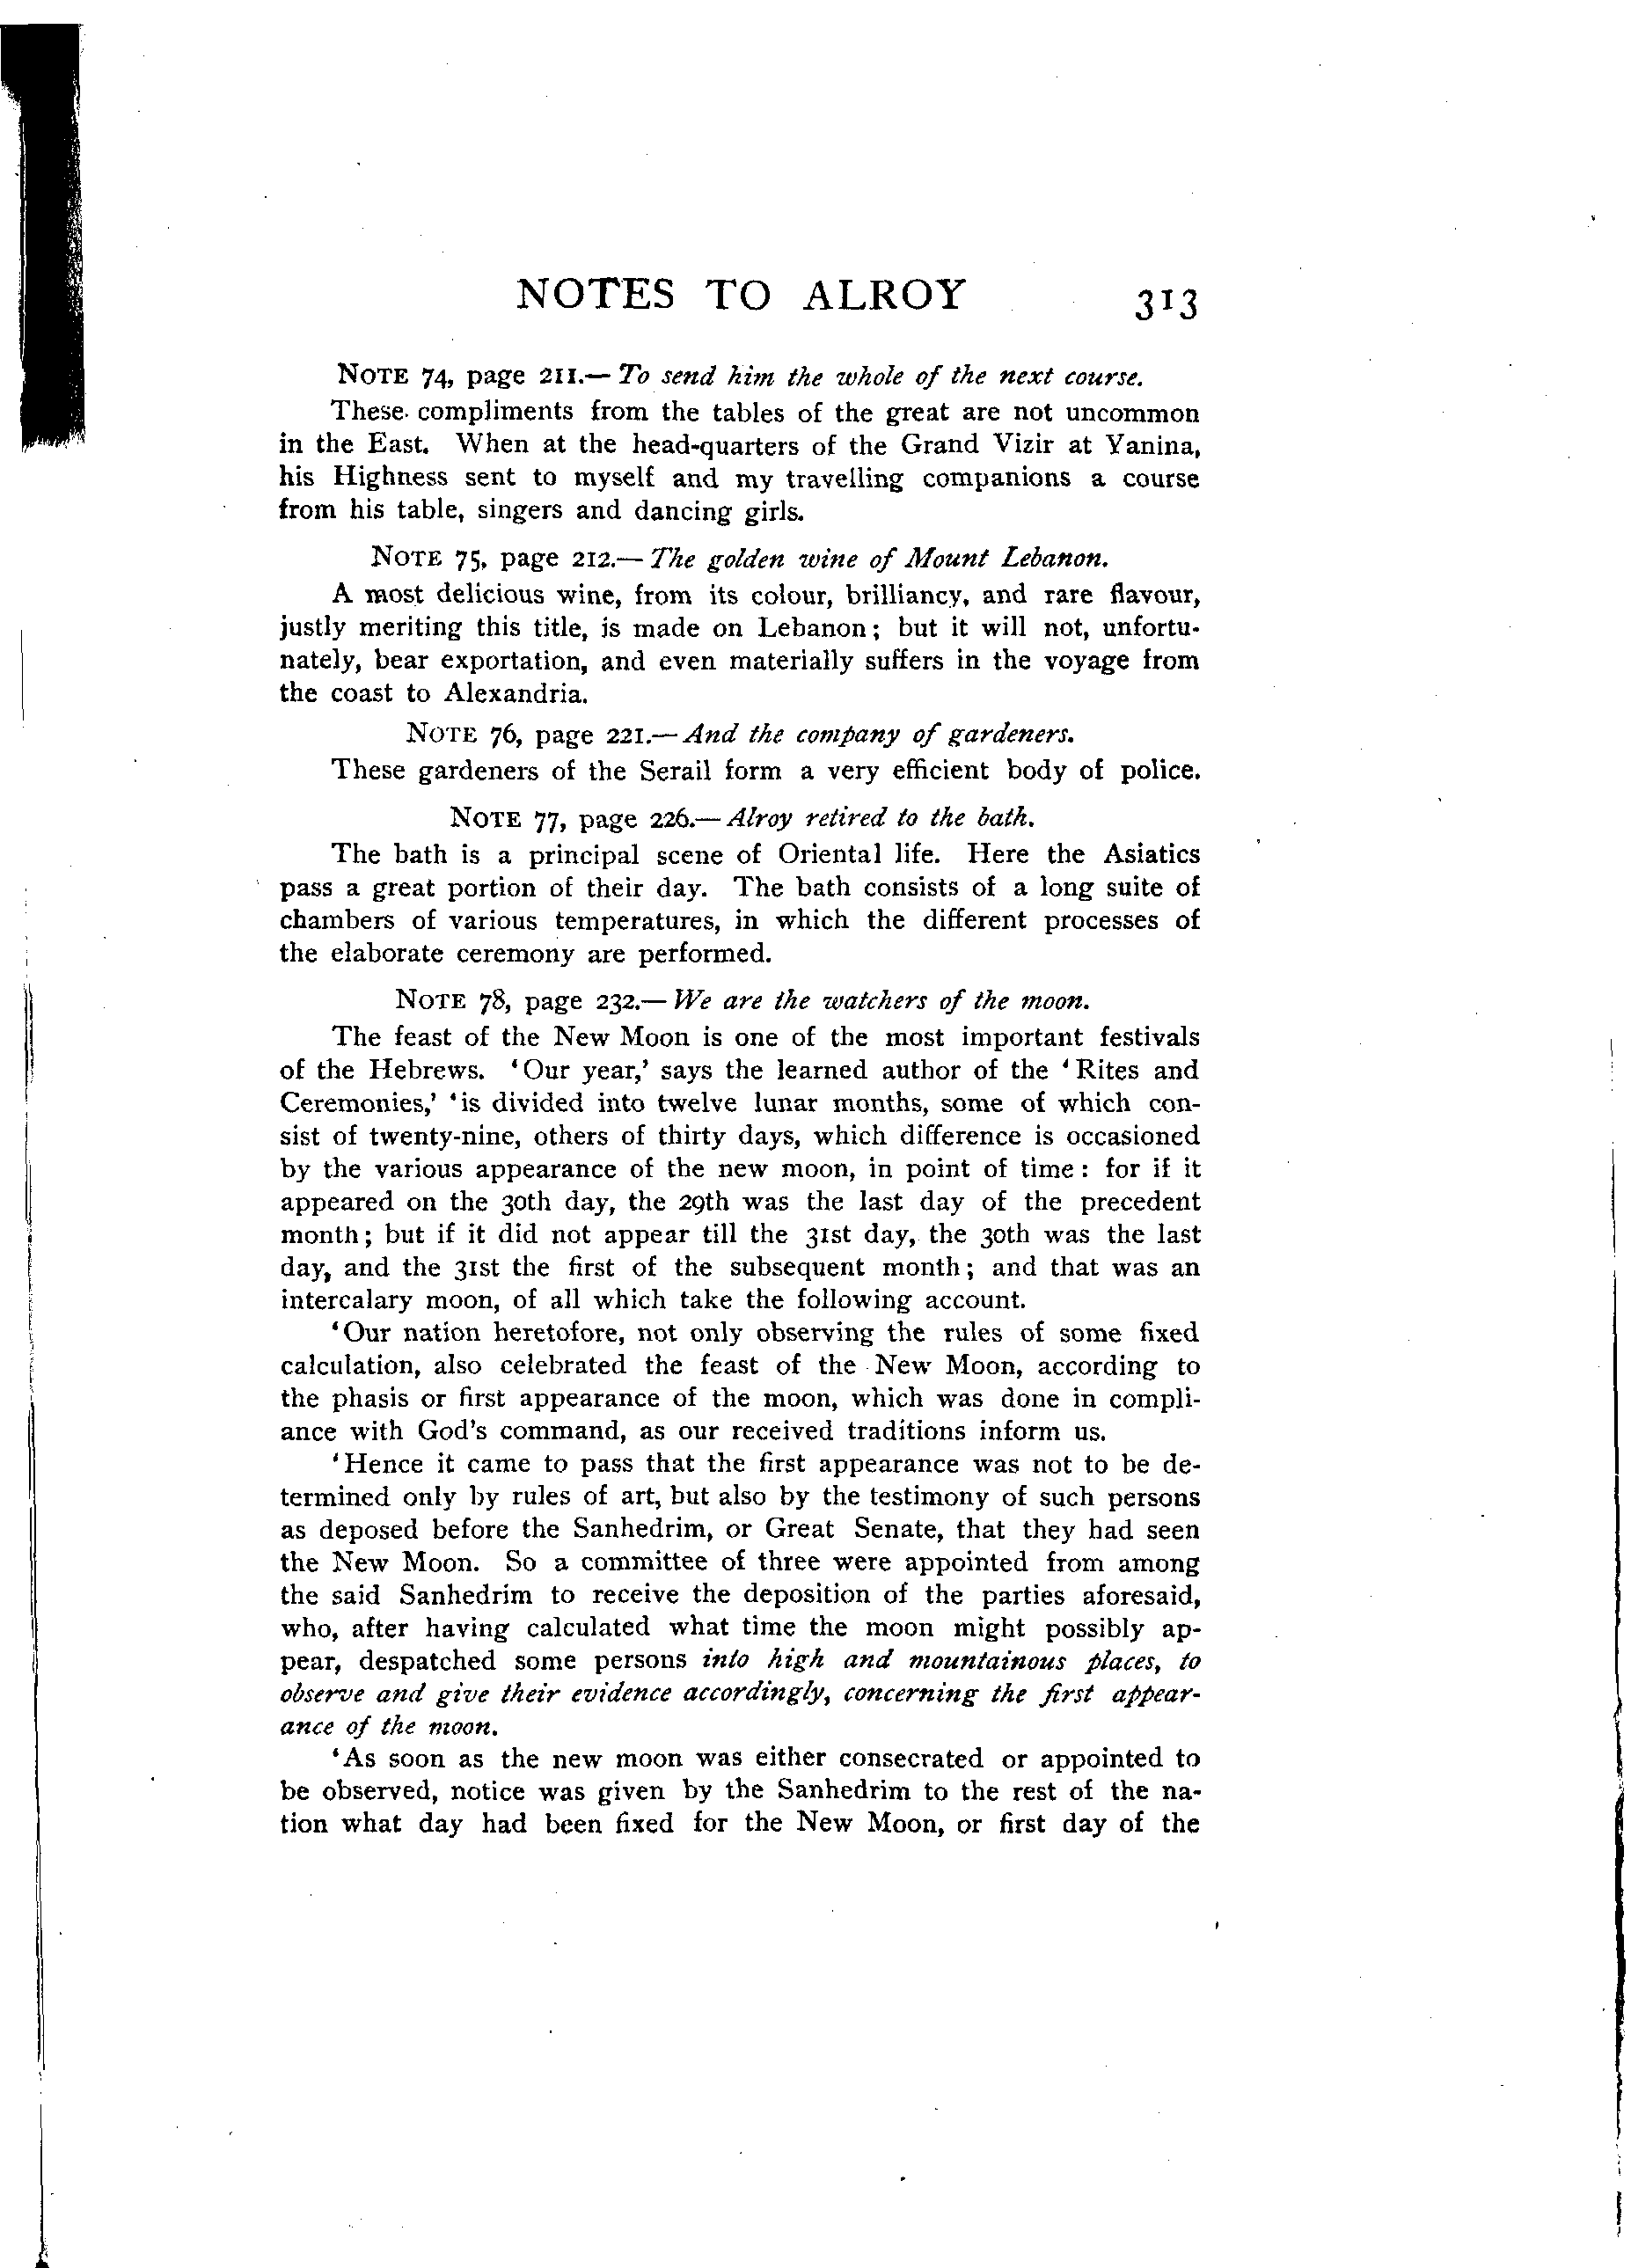 NOTES TO ALROY 313
NOTE 74, page 211.— To send him the whole of the next course.
These compliments from the tables of the great are not uncommon
in the East. When at the head-quarters of the Grand Vizir at Yanina,
his Highness sent to myself and my travelling companions a course
from his table, singers and dancing girls.
NOTE 75, page 212.— The golden wine of Mount Lebanon.
A most delicious wine, from its colour, brilliancy, and rare flavour,
justly meriting this title, is made on Lebanon; but it will not, unfortu-
nately, bear exportation, and even materially suffers in the voyage from
the coast to Alexandria.
NOTE 76, page 221.— And the company of gardeners.
These gardeners of the Serail form a very efficient body of police.
NOTE 77, page 226.— Alroy retired to the bath.
The bath is a principal scene of Oriental life. Here the Asiatics
pass a great portion of their day. The bath consists of a long suite of
chambers of various temperatures, in which the different processes of
the elaborate ceremony are performed.
NOTE 78, page 232.— We are the watchers of the moon.
The feast of the New Moon is one of the most important festivals
of the Hebrews. 'Our year,' says the learned author of the 'Rites and
Ceremonies,' 'is divided into twelve lunar months, some of which con-
sist of twenty-nine, others of thirty days, which difference is occasioned
by the various appearance of the new moon, in point of time: for if it
appeared on the 30th day, the 29th was the last day of the precedent
month; but if it did not appear till the 31st day, the 30th was the last
day, and the 31st the first of the subsequent month; and that was an
intercalary moon, of all which take the following account.
'Our nation heretofore, not only observing the rules of some fixed
calculation, also celebrated the feast of the New Moon, according to
the phasis or first appearance of the moon, which was done in compli-
ance with God's command, as our received traditions inform us.
'Hence it came to pass that the first appearance was not to be de-
termined only by rules of art, but also by the testimony of such persons
as deposed before the Sanhedrim, or Great Senate, that they had seen
the New Moon. So a committee of three were appointed from among
the said Sanhedrim to receive the deposition of the parties aforesaid,
who, after having calculated what time the moon might possibly ap-
pear, despatched some persons into high and mountainous places, to
observe and give their evidence accordingly, concerning the first appear-
ance of the moon.
'As soon as the new moon was either consecrated or appointed to
be observed, notice was given by the Sanhedrim to the rest of the na-
tion what day had been fixed for the New Moon, or first day of the